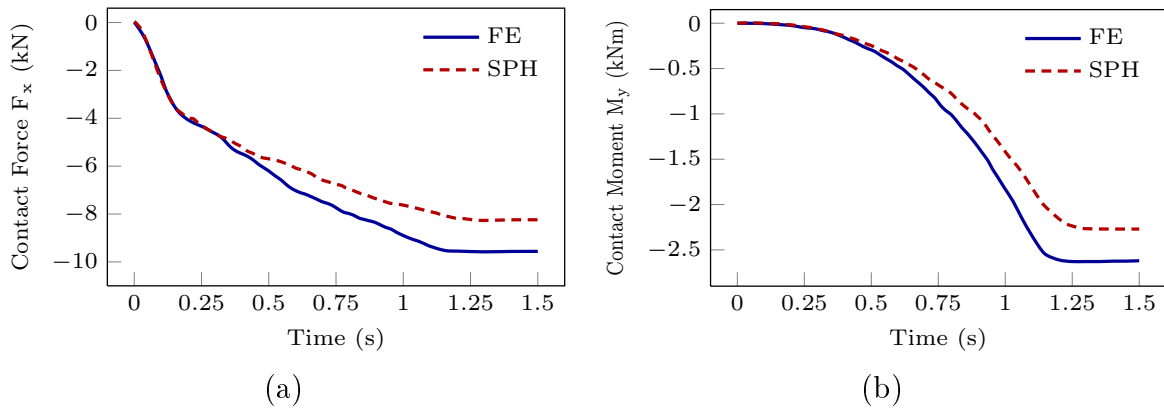 0
−2
−4
−6
−8
−10
Contact Force F_x (kN)
FE
SPH
0 0.25 0.5 0.75 1 1.25 1.5
Time (s)
(a)
0
−0.5
−1
−1.5
−2
−2.5
Contact Moment M_y (kNm)
FE
SPH
0 0.25 0.5 0.75 1 1.25 1.5
Time (s)
(b)